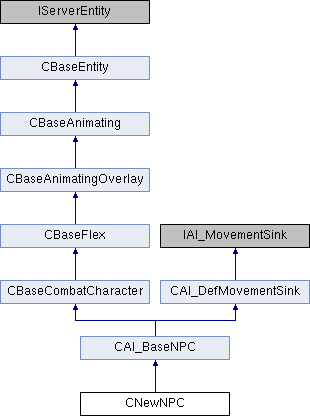 IServerEntity
CBaseEntity
CBaseAnimating
CBaseAnimatingOverlay
CBaseFlex
IAI_MovementSink
CBaseCombatCharacter
CAI_DefMovementSink
CAI_BaseNPC
CNewNPC